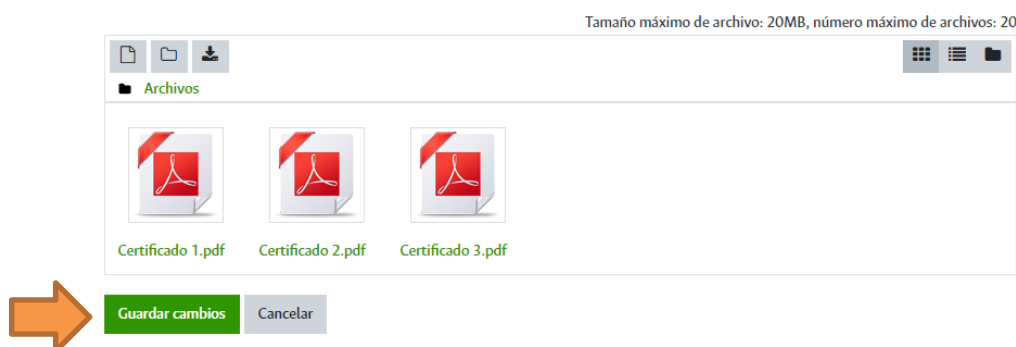 Tamaño máximo de archivo: 20MB, número máximo de archivos: 20
Archivos
Certificado 1.pdf Certificado 2.pdf Certificado 3.pdf
Guardar cambios Cancelar